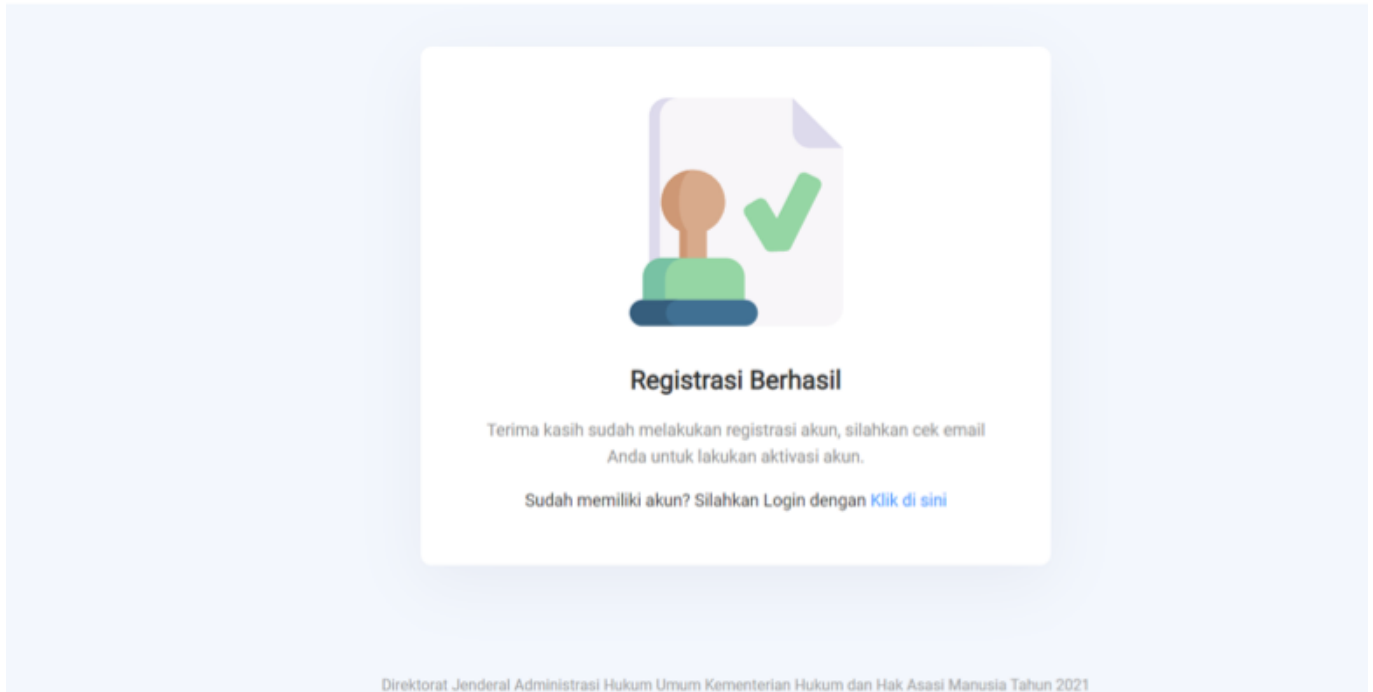 Registrasi Berhasil
Terima kasih sudah melakukan registrasi akun, silahkan cek email
Anda untuk lakukan aktivasi akun.
Sudah memiliki akun? Silahkan Login dengan Klik di sini
Direktorat Jenderal Administrasi Hukum Umum Kementerian Hukum dan Hak Asasi Manusia Tahun 2021